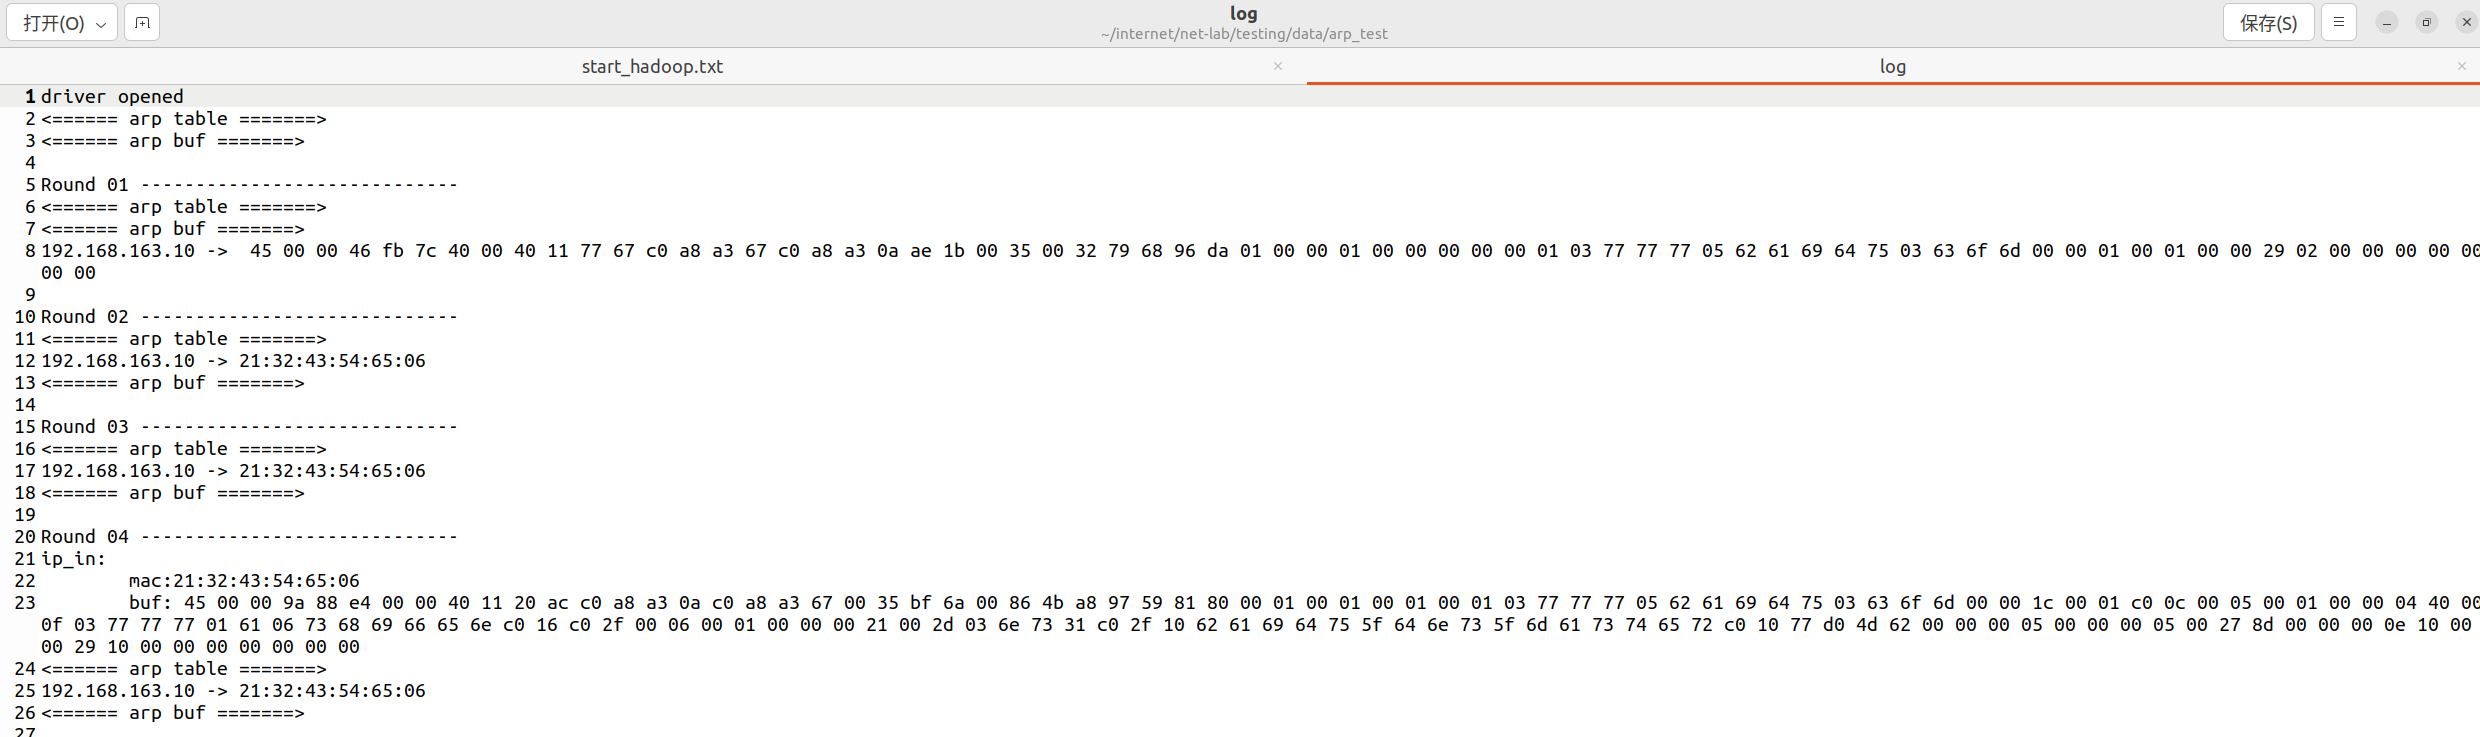 打开(O)
log
~/internet/net-lab/testing/data/arp_test
保存(S)
start_hadoop.txt
log
1 driver opened
2 <====== arp table =======>
3 <====== arp buf =======>
4
5 Round 01 -----------------------------
6 <====== arp table =======>
7 <====== arp buf =======>
8 192.168.163.10 ->  45 00 00 46 fb 7c 40 00 40 11 77 67 c0 a8 a3 67 c0 a8 a3 0a ae 1b 00 35 00 32 79 68 96 da 01 00 00 01 00 00 00 00 00 01 03 77 77 77 05 62 61 69 64 75 03 63 6f 6d 00 00 01 00 01 00 00 29 02 00 00 00 00 00
00 00
9
10 Round 02 -----------------------------
11 <====== arp table =======>
12 192.168.163.10 -> 21:32:43:54:65:06
13 <====== arp buf =======>
14
15 Round 03 -----------------------------
16 <====== arp table =======>
17 192.168.163.10 -> 21:32:43:54:65:06
18 <====== arp buf =======>
19
20 Round 04 -----------------------------
21 ip_in:
22 mac:21:32:43:54:65:06
23 buf: 45 00 00 9a 88 e4 00 00 40 11 20 ac c0 a8 a3 0a c0 a8 a3 67 00 35 bf 6a 00 86 4b a8 97 59 81 80 00 01 00 01 00 01 00 01 03 77 77 77 05 62 61 69 64 75 03 63 6f 6d 00 00 1c 00 01 c0 0c 00 05 00 01 00 00 04 40 00
0f 03 77 77 77 01 61 06 73 68 69 66 65 6e c0 16 c0 2f 00 06 00 01 00 00 00 21 00 2d 03 6e 73 31 c0 2f 10 62 61 69 64 75 5f 64 6e 73 5f 6d 61 73 74 65 72 c0 10 77 d0 4d 62 00 00 00 05 00 00 00 05 00 27 8d 00 00 00 0e 10 00
00 29 10 00 00 00 00 00 00 00
24 <====== arp table =======>
25 192.168.163.10 -> 21:32:43:54:65:06
26 <====== arp buf =======>
27